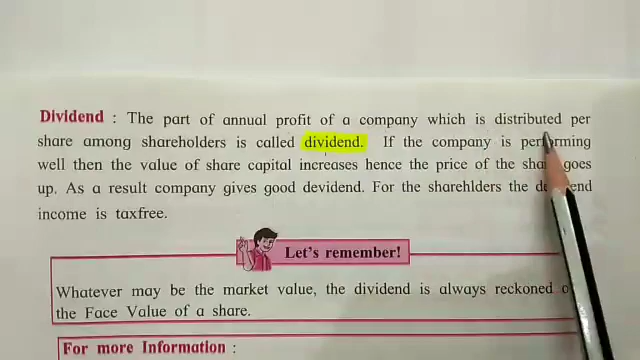 Dividend : The part of annual profit of a company which is distributed per
share among shareholders is called dividend. If the company is performing
well then the value of share capital increases hence the price of the share goes
up. As a result company gives good devidend. For the sharehlders the
income is taxfree.
Let's remember!
Whatever may be the market value, the dividend is always reckoned
the Face Value of a share.
For more Information :